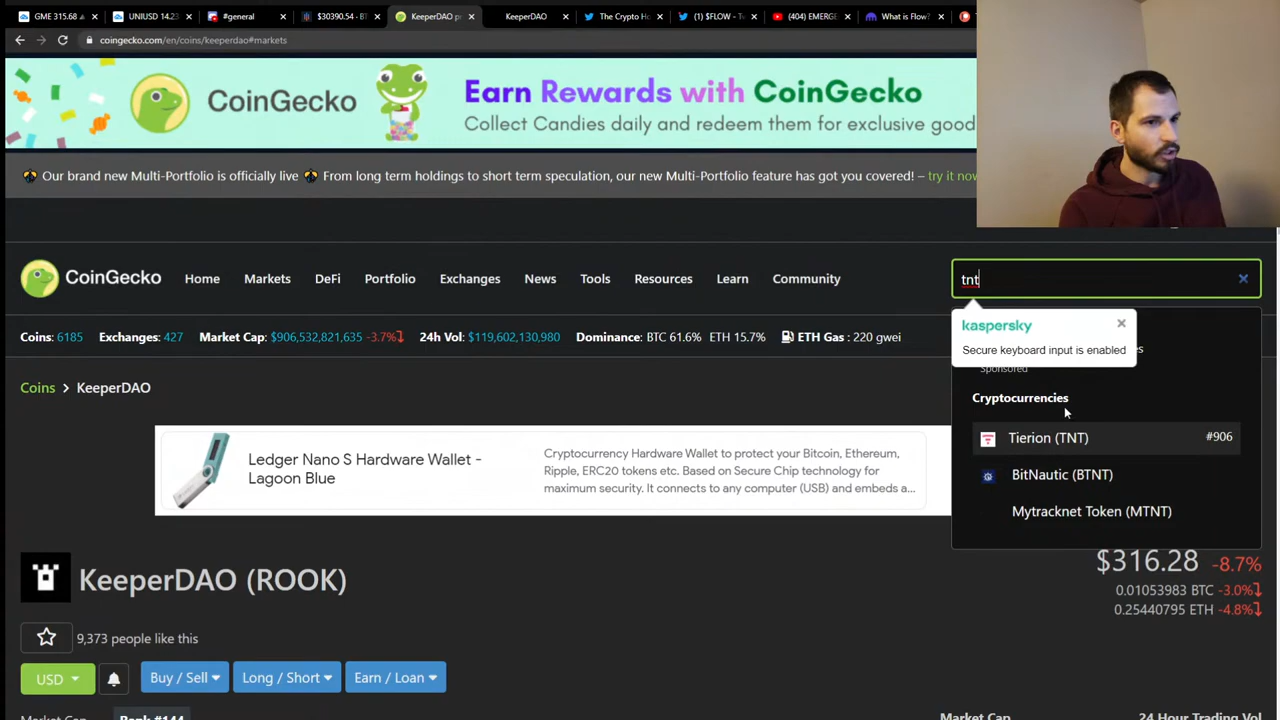 GME 315.68
UNIUSD 14.23
#general
$30390.54 - BT
KeeperDAO p
KeeperDAO
The Crypto Ho
(1) $FLOW - Tw
(404) EMERGE
What is Flow?
coingecko.com/en/coins/keeperdao#markets
CoinGecko
Earn Rewards with CoinGecko
Collect Candies daily and redeem them for exclusive good
Our brand new Multi-Portfolio is officially live
From long term holdings to short term speculation, our new Multi-Portfolio feature has got you covered! – try it now
CoinGecko
Home
Markets
DeFi
Portfolio
Exchanges
News
Tools
Resources
Learn
Community
tnt
Coins: 6185
Exchanges: 427
Market Cap: $906,532,821,635 -3.7%
24h Vol: $119,602,130,980
Dominance: BTC 61.6% ETH 15.7%
ETH Gas : 220 gwei
kaspersky
Secure keyboard input is enabled
es
Sponsored
Cryptocurrencies
Tierion (TNT)
#906
BitNautic (BTNT)
Mytracknet Token (MTNT)
Coins > KeeperDAO
Ledger Nano S Hardware Wallet -
Lagoon Blue
Cryptocurrency Hardware Wallet to protect your Bitcoin, Ethereum,
Ripple, ERC20 tokens etc. Based on Secure Chip technology for
maximum security. It connects to any computer (USB) and embeds a...
KeeperDAO (ROOK)
$316.28 -8.7%
0.01053983 BTC -3.0%
0.25440795 ETH -4.8%
9,373 people like this
USD
Buy / Sell
Long / Short
Earn / Loan
Market Cap
Rank #144
Market Cap
24 Hour Trading Vol